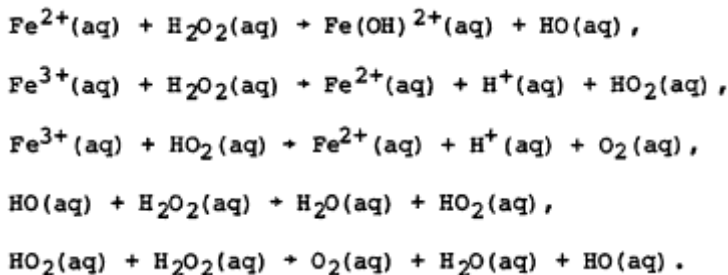 Fe²⁺(aq) + H₂O₂(aq) → Fe(OH)²⁺(aq) + HO(aq),
Fe³⁺(aq) + H₂O₂(aq) → Fe²⁺(aq) + H⁺(aq) + HO₂(aq),
Fe³⁺(aq) + HO₂(aq) → Fe²⁺(aq) + H⁺(aq) + O₂(aq),
HO(aq) + H₂O₂(aq) → H₂O(aq) + HO₂(aq),
HO₂(aq) + H₂O₂(aq) → O₂(aq) + H₂O(aq) + HO(aq).